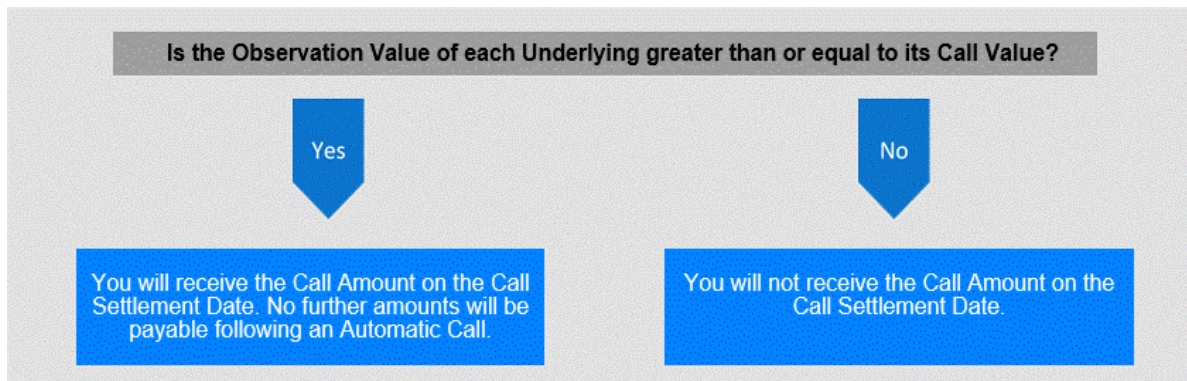 Is the Observation Value of each Underlying greater than or equal to its Call Value?
Yes
No
You will receive the Call Amount on the Call
Settlement Date. No further amounts will be
payable following an Automatic Call.
You will not receive the Call Amount on the
Call Settlement Date.